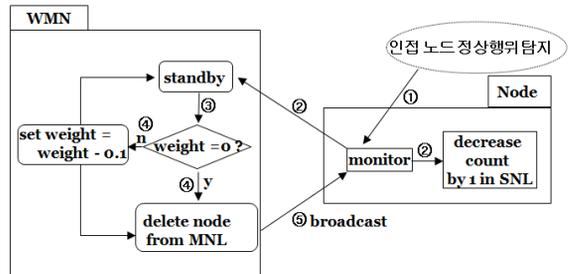 WMN
인접 노드 정상행위 탐지
standby
①
Node
③
②
④
set weight =
weight - 0.1
n
weight =0 ?
monitor
②
decrease
count
by 1 in SNL
④
y
delete node
from MNL
⑤ broadcast